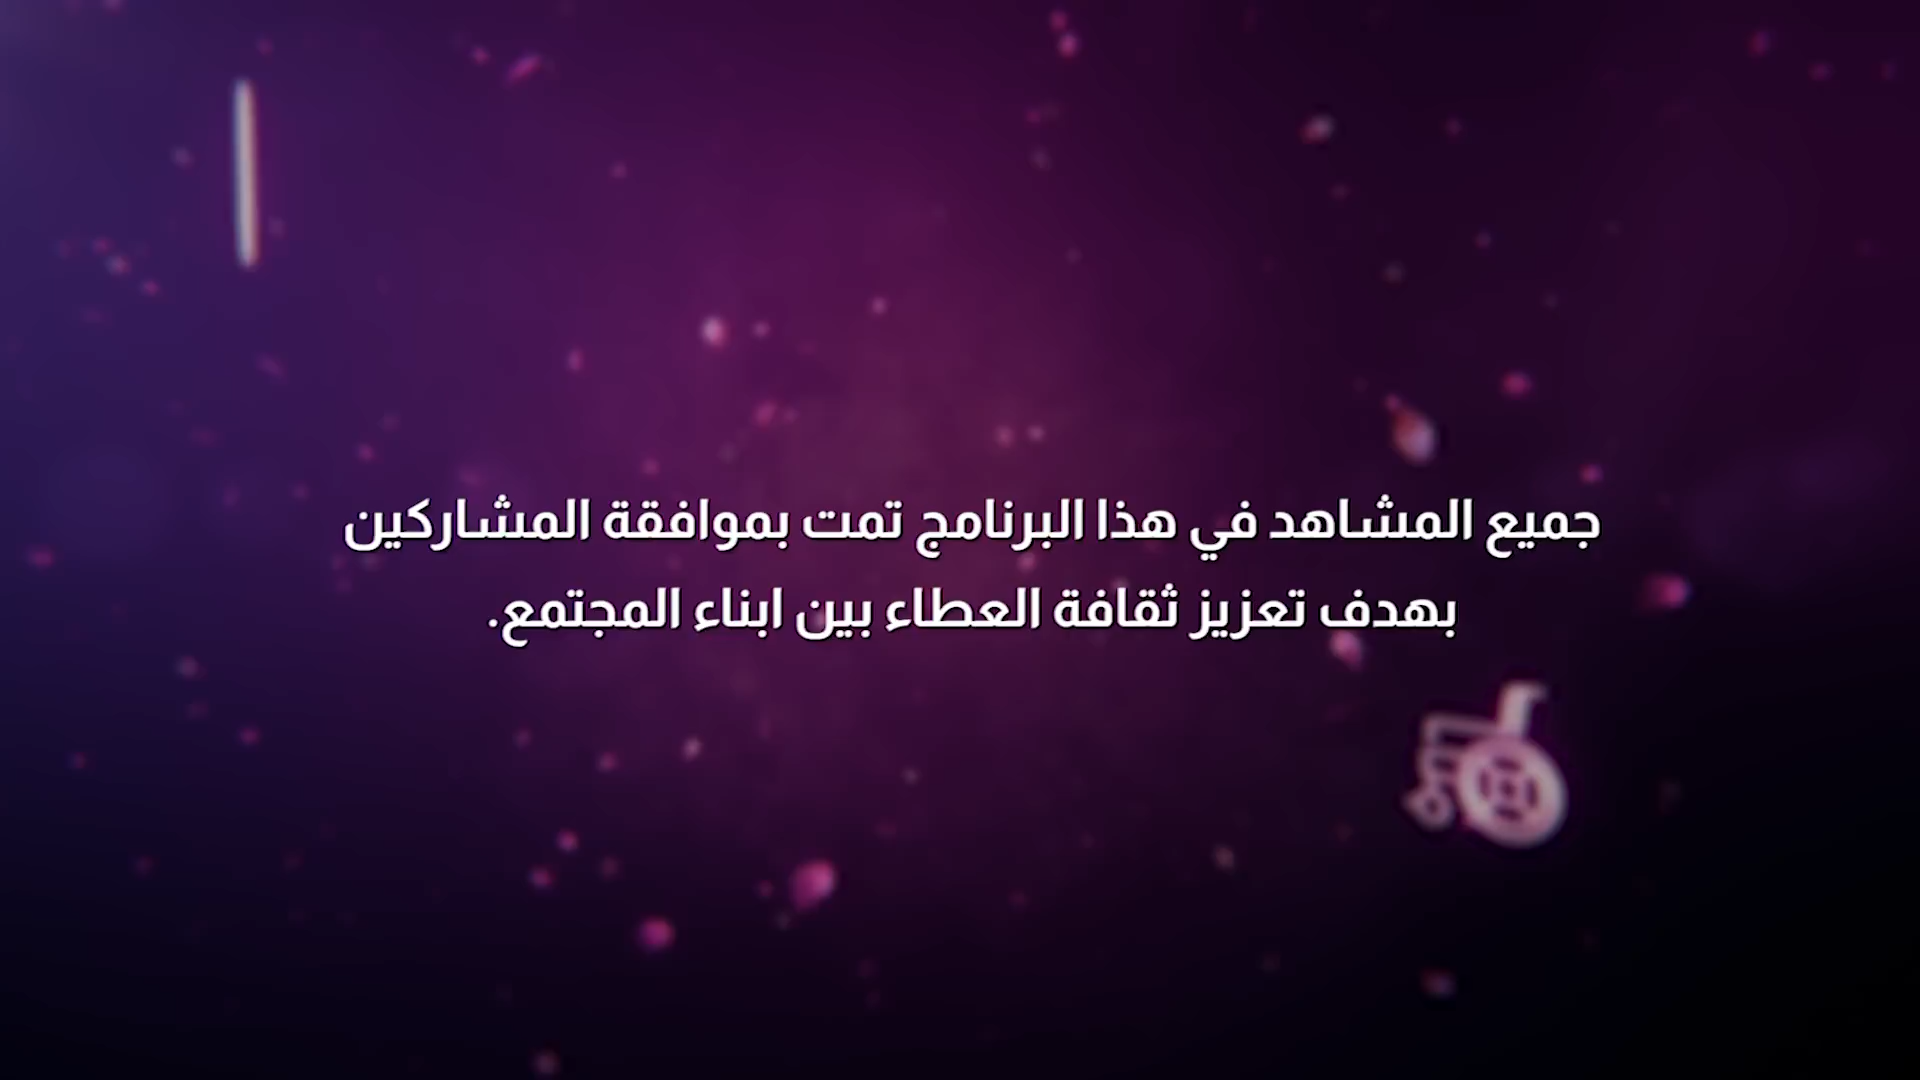 جميع المشاهد في هذا البرنامج تمت بموافقة المشاركين
بهدف تعزيز ثقافة العطاء بين ابناء المجتمع.